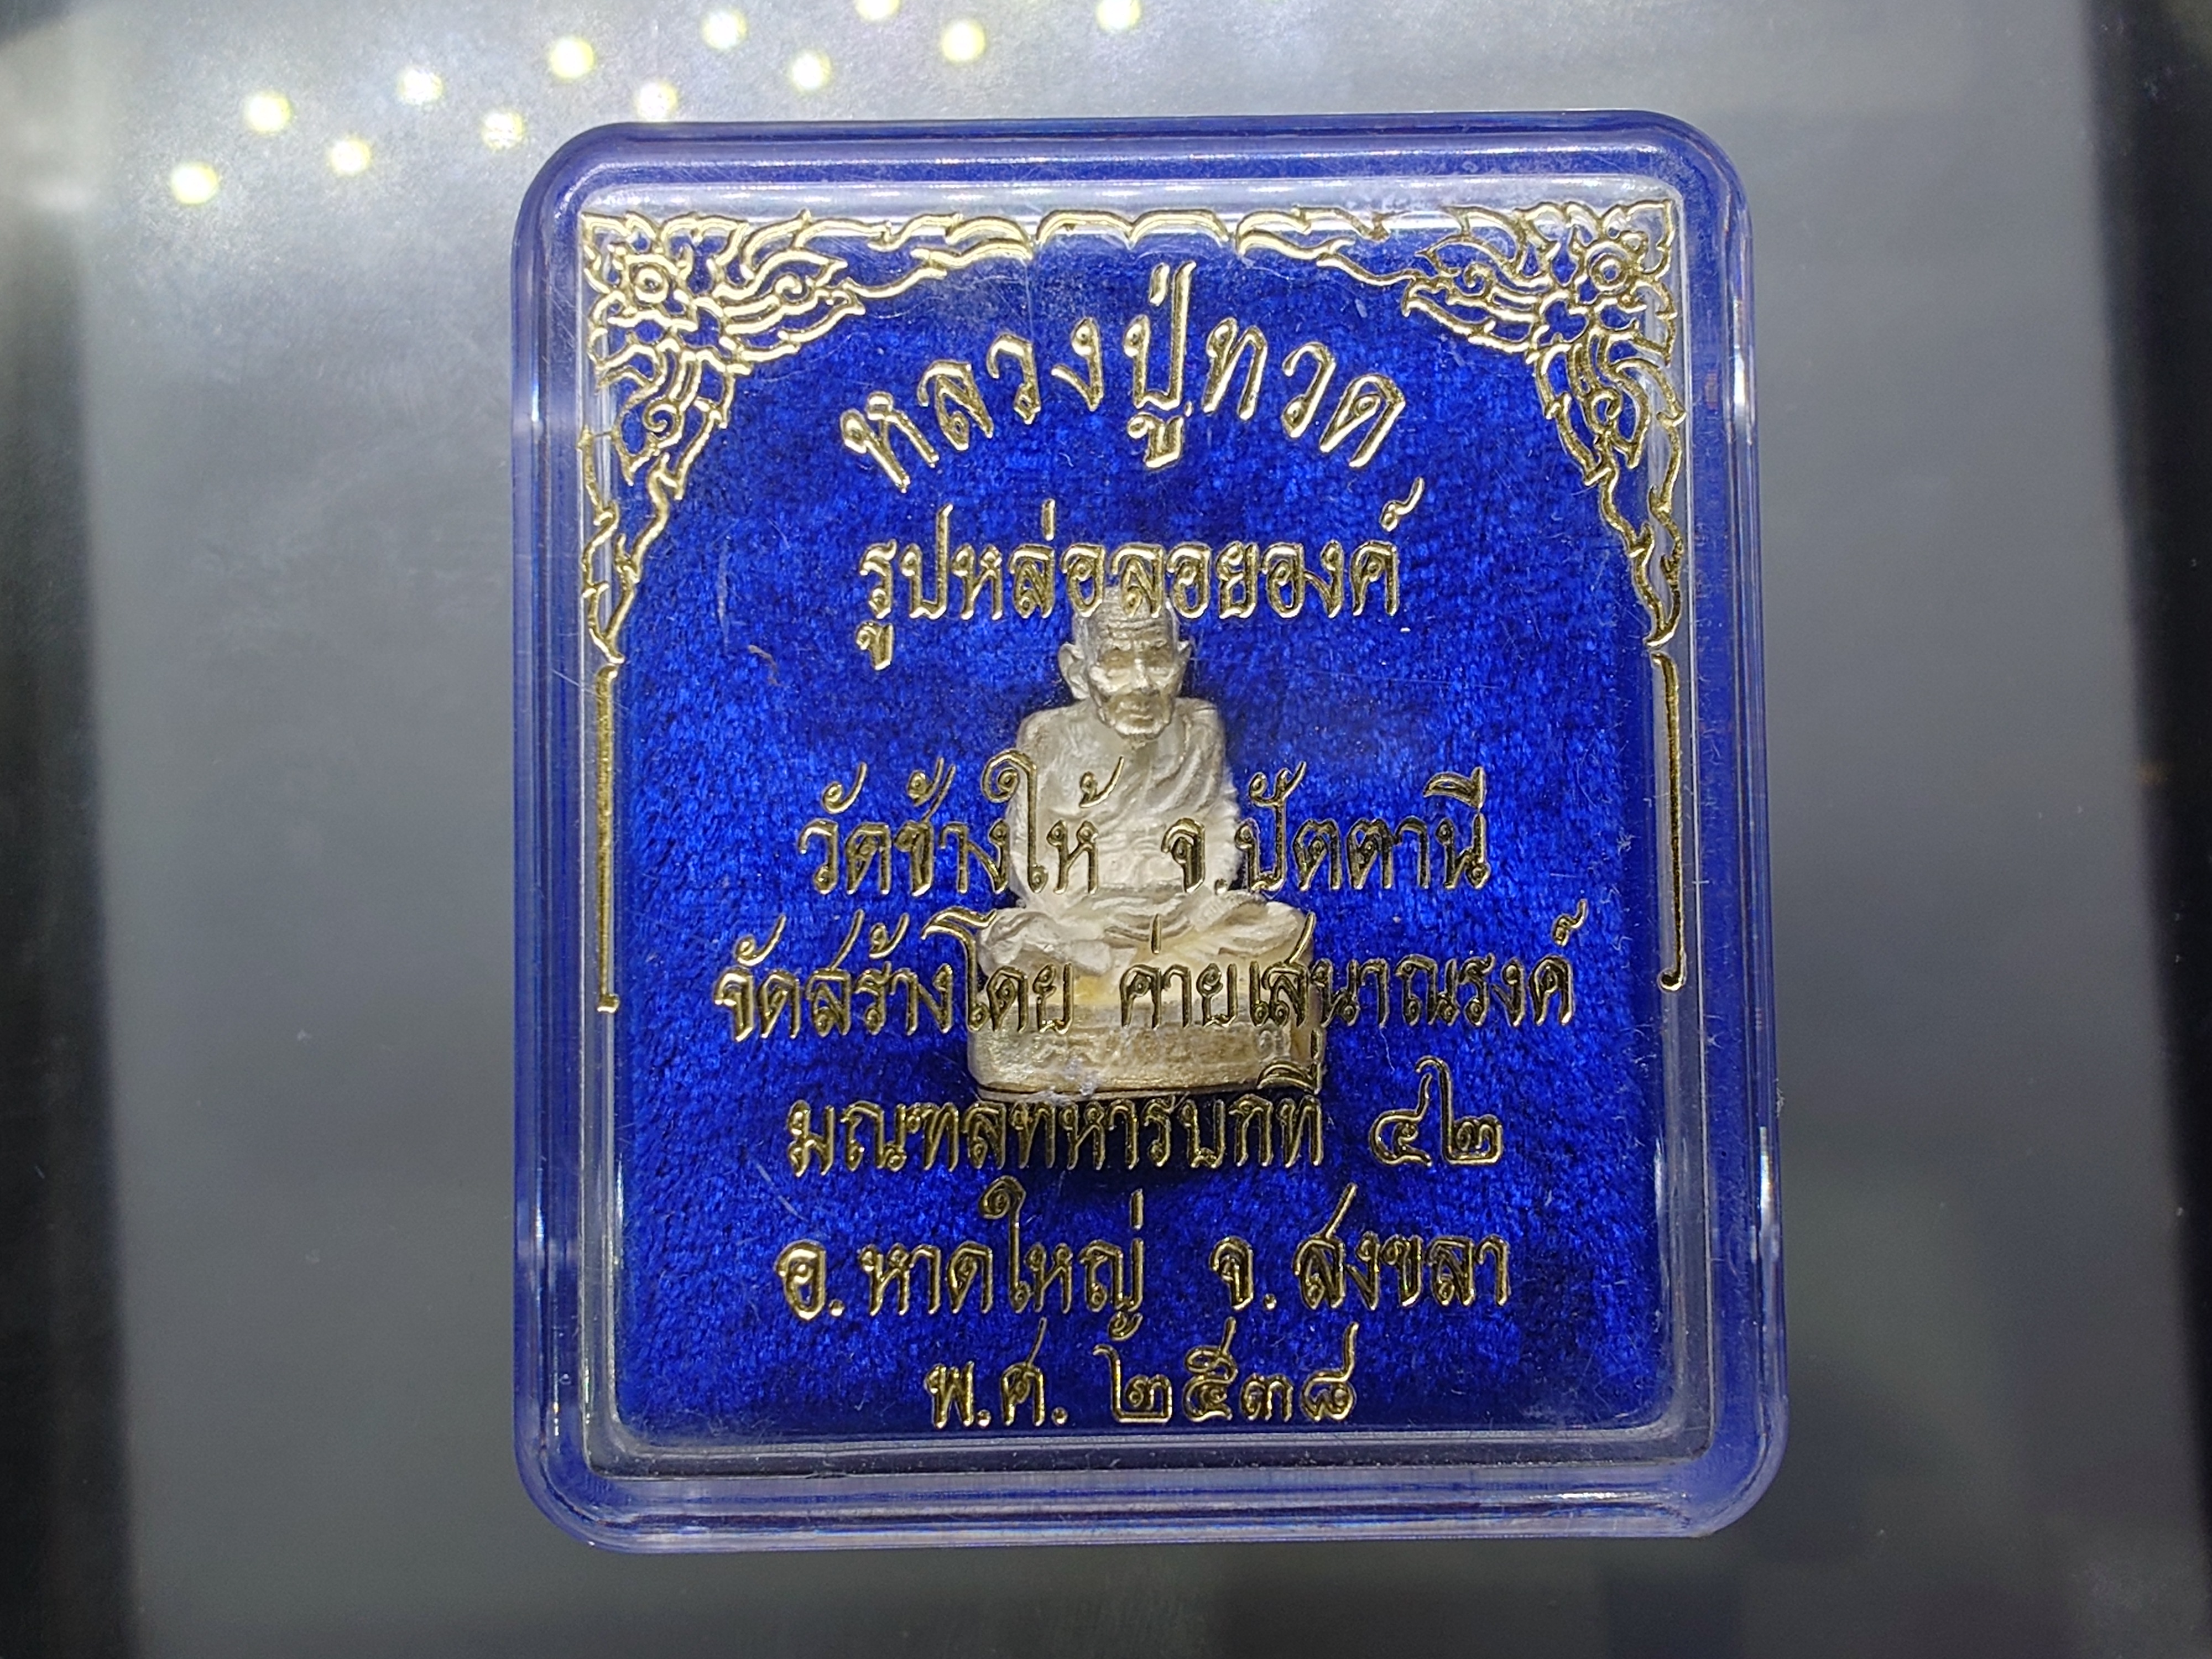 หลวงปู่ทวด
รูปหล่อลอยองค์
วัดช้างให้ จ.ปัตตานี
จัดสร้างโดย ค่ายเสนาณรงค์
มณฑลทหารบกที่ ๔๒
อ.หาดใหญ่ จ.สงขลา
พ.ศ. ๒๕๓๘